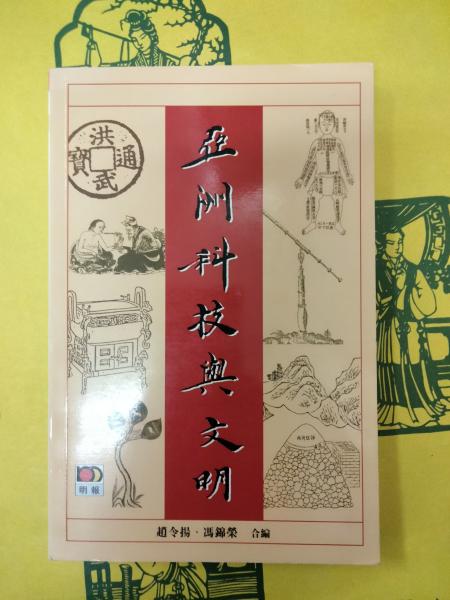 亞洲科技與文明
洪武通寶
明報
趙令揚·馮錦榮 合編